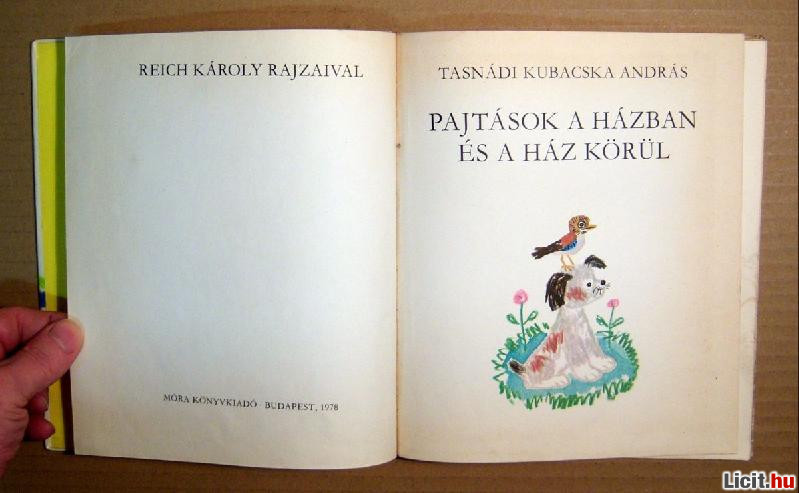 REICH KÁROLY RAJZAIVAL
MÓRA KÖNYVKIADÓ · BUDAPEST, 1978
TASNÁDI KUBACSKA ANDRÁS
PAJTÁSOK A HÁZBAN
ÉS A HÁZ KÖRÜL
Licit.hu